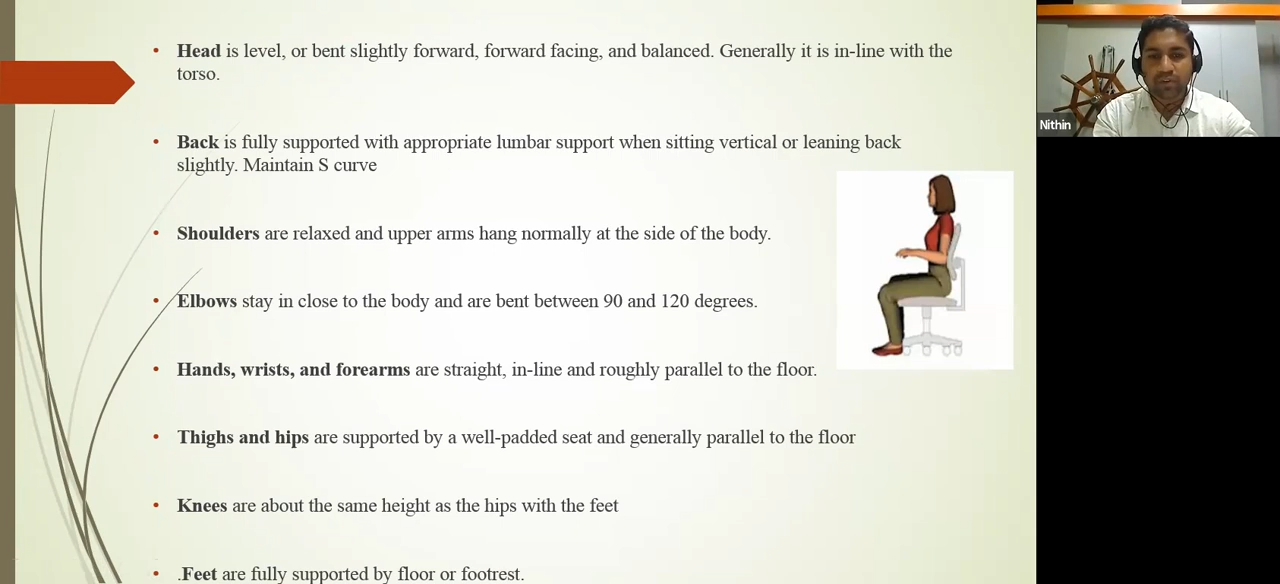 Head is level, or bent slightly forward, forward facing, and balanced. Generally it is in-line with the
torso.
Back is fully supported with appropriate lumbar support when sitting vertical or leaning back
slightly. Maintain S curve
Shoulders are relaxed and upper arms hang normally at the side of the body.
Elbows stay in close to the body and are bent between 90 and 120 degrees.
Hands, wrists, and forearms are straight, in-line and roughly parallel to the floor.
Thighs and hips are supported by a well-padded seat and generally parallel to the floor
Knees are about the same height as the hips with the feet
.Feet are fully supported by floor or footrest.
Nithin